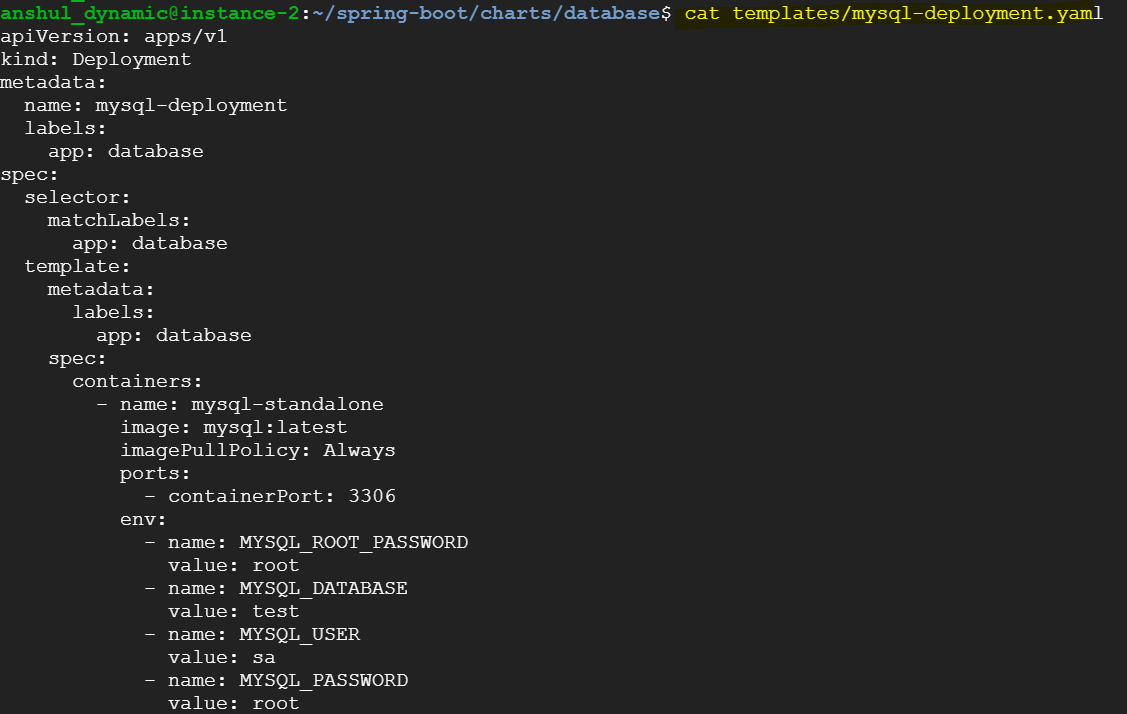 anshul_dynamic@instance-2:~/spring-boot/charts/database$ cat templates/mysql-deployment.yaml
apiVersion: apps/v1
kind: Deployment
metadata:
  name: mysql-deployment
  labels:
    app: database
spec:
  selector:
    matchLabels:
      app: database
  template:
    metadata:
      labels:
        app: database
    spec:
      containers:
        - name: mysql-standalone
          image: mysql:latest
          imagePullPolicy: Always
          ports:
            - containerPort: 3306
          env:
            - name: MYSQL_ROOT_PASSWORD
              value: root
            - name: MYSQL_DATABASE
              value: test
            - name: MYSQL_USER
              value: sa
            - name: MYSQL_PASSWORD
              value: root